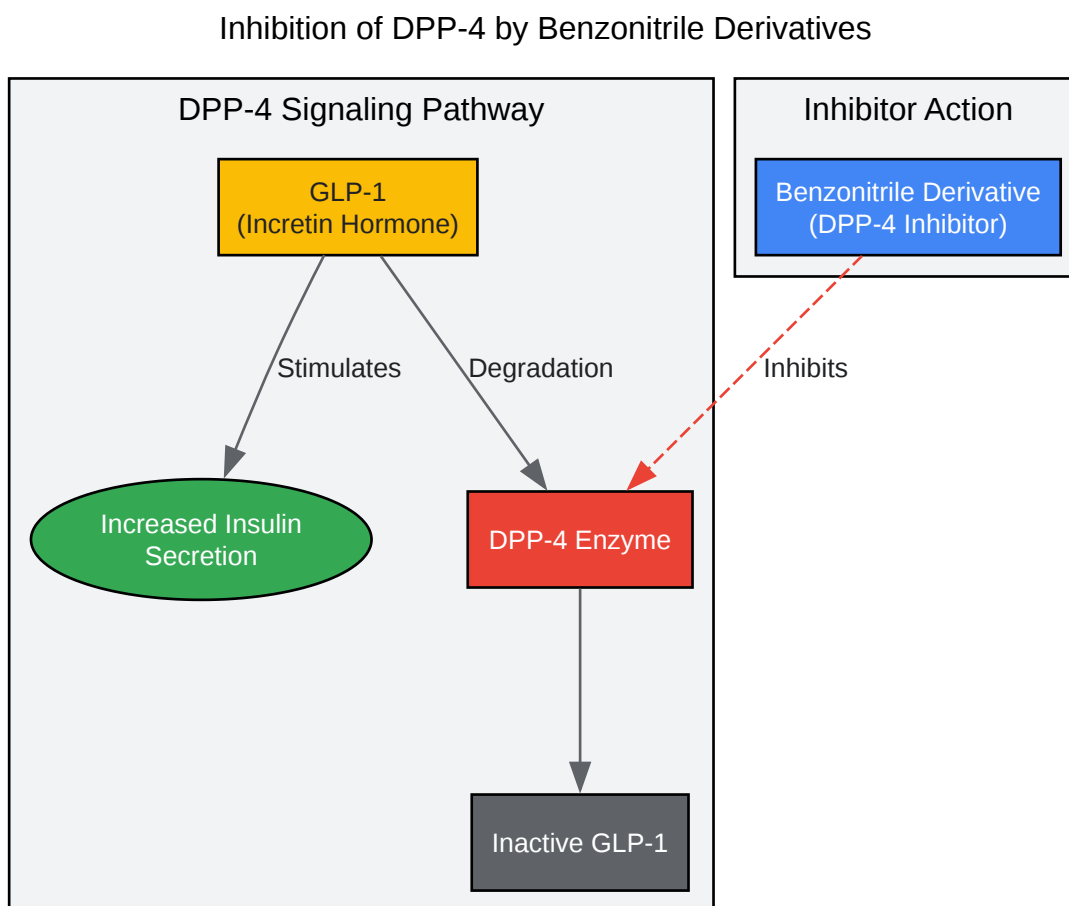 Inhibition of DPP-4 by Benzonitrile Derivatives
DPP-4 Signaling Pathway
Inhibitor Action
GLP-1
(Incretin Hormone)
Benzonitrile Derivative
(DPP-4 Inhibitor)
Stimulates
Degradation
Inhibits
Increased Insulin
Secretion
DPP-4 Enzyme
Inactive GLP-1